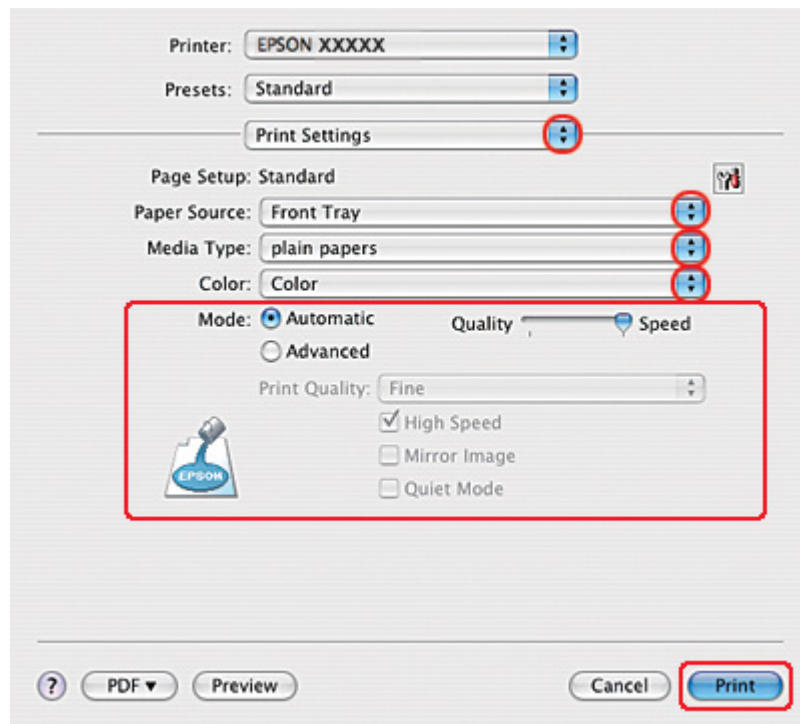 Printer: EPSON XXXXX
Presets: Standard
Print Settings
Page Setup: Standard
Paper Source: Front Tray
Media Type: plain papers
Color: Color
Mode: Automatic Quality Speed
Advanced
Print Quality: Fine
High Speed
Mirror Image
EPSON
Quiet Mode
? PDF Preview Cancel Print